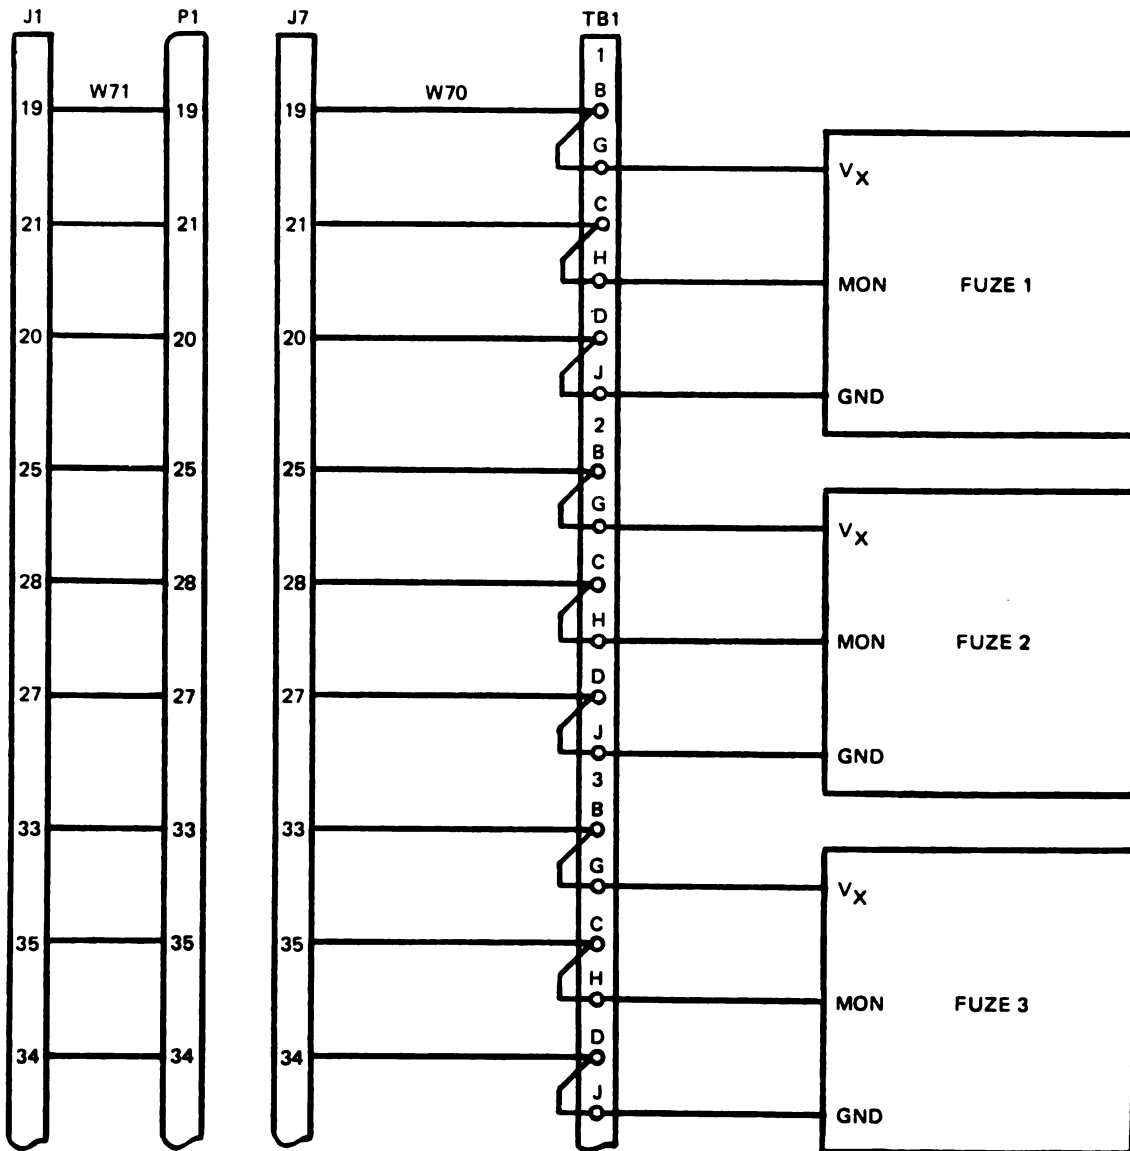 J1 P1 J7 TB1
1
W71 W70 B
19 19 19
G
VX
C
21 21 21
H
MON FUZE 1
D
20 20 20
J
GND
2
B
25 25 25
G
VX
C
28 28 28
H
MON FUZE 2
D
27 27 27
J
GND
3
B
33 33 33
G
VX
C
35 35 35
H
MON FUZE 3
D
34 34 34
J
GND